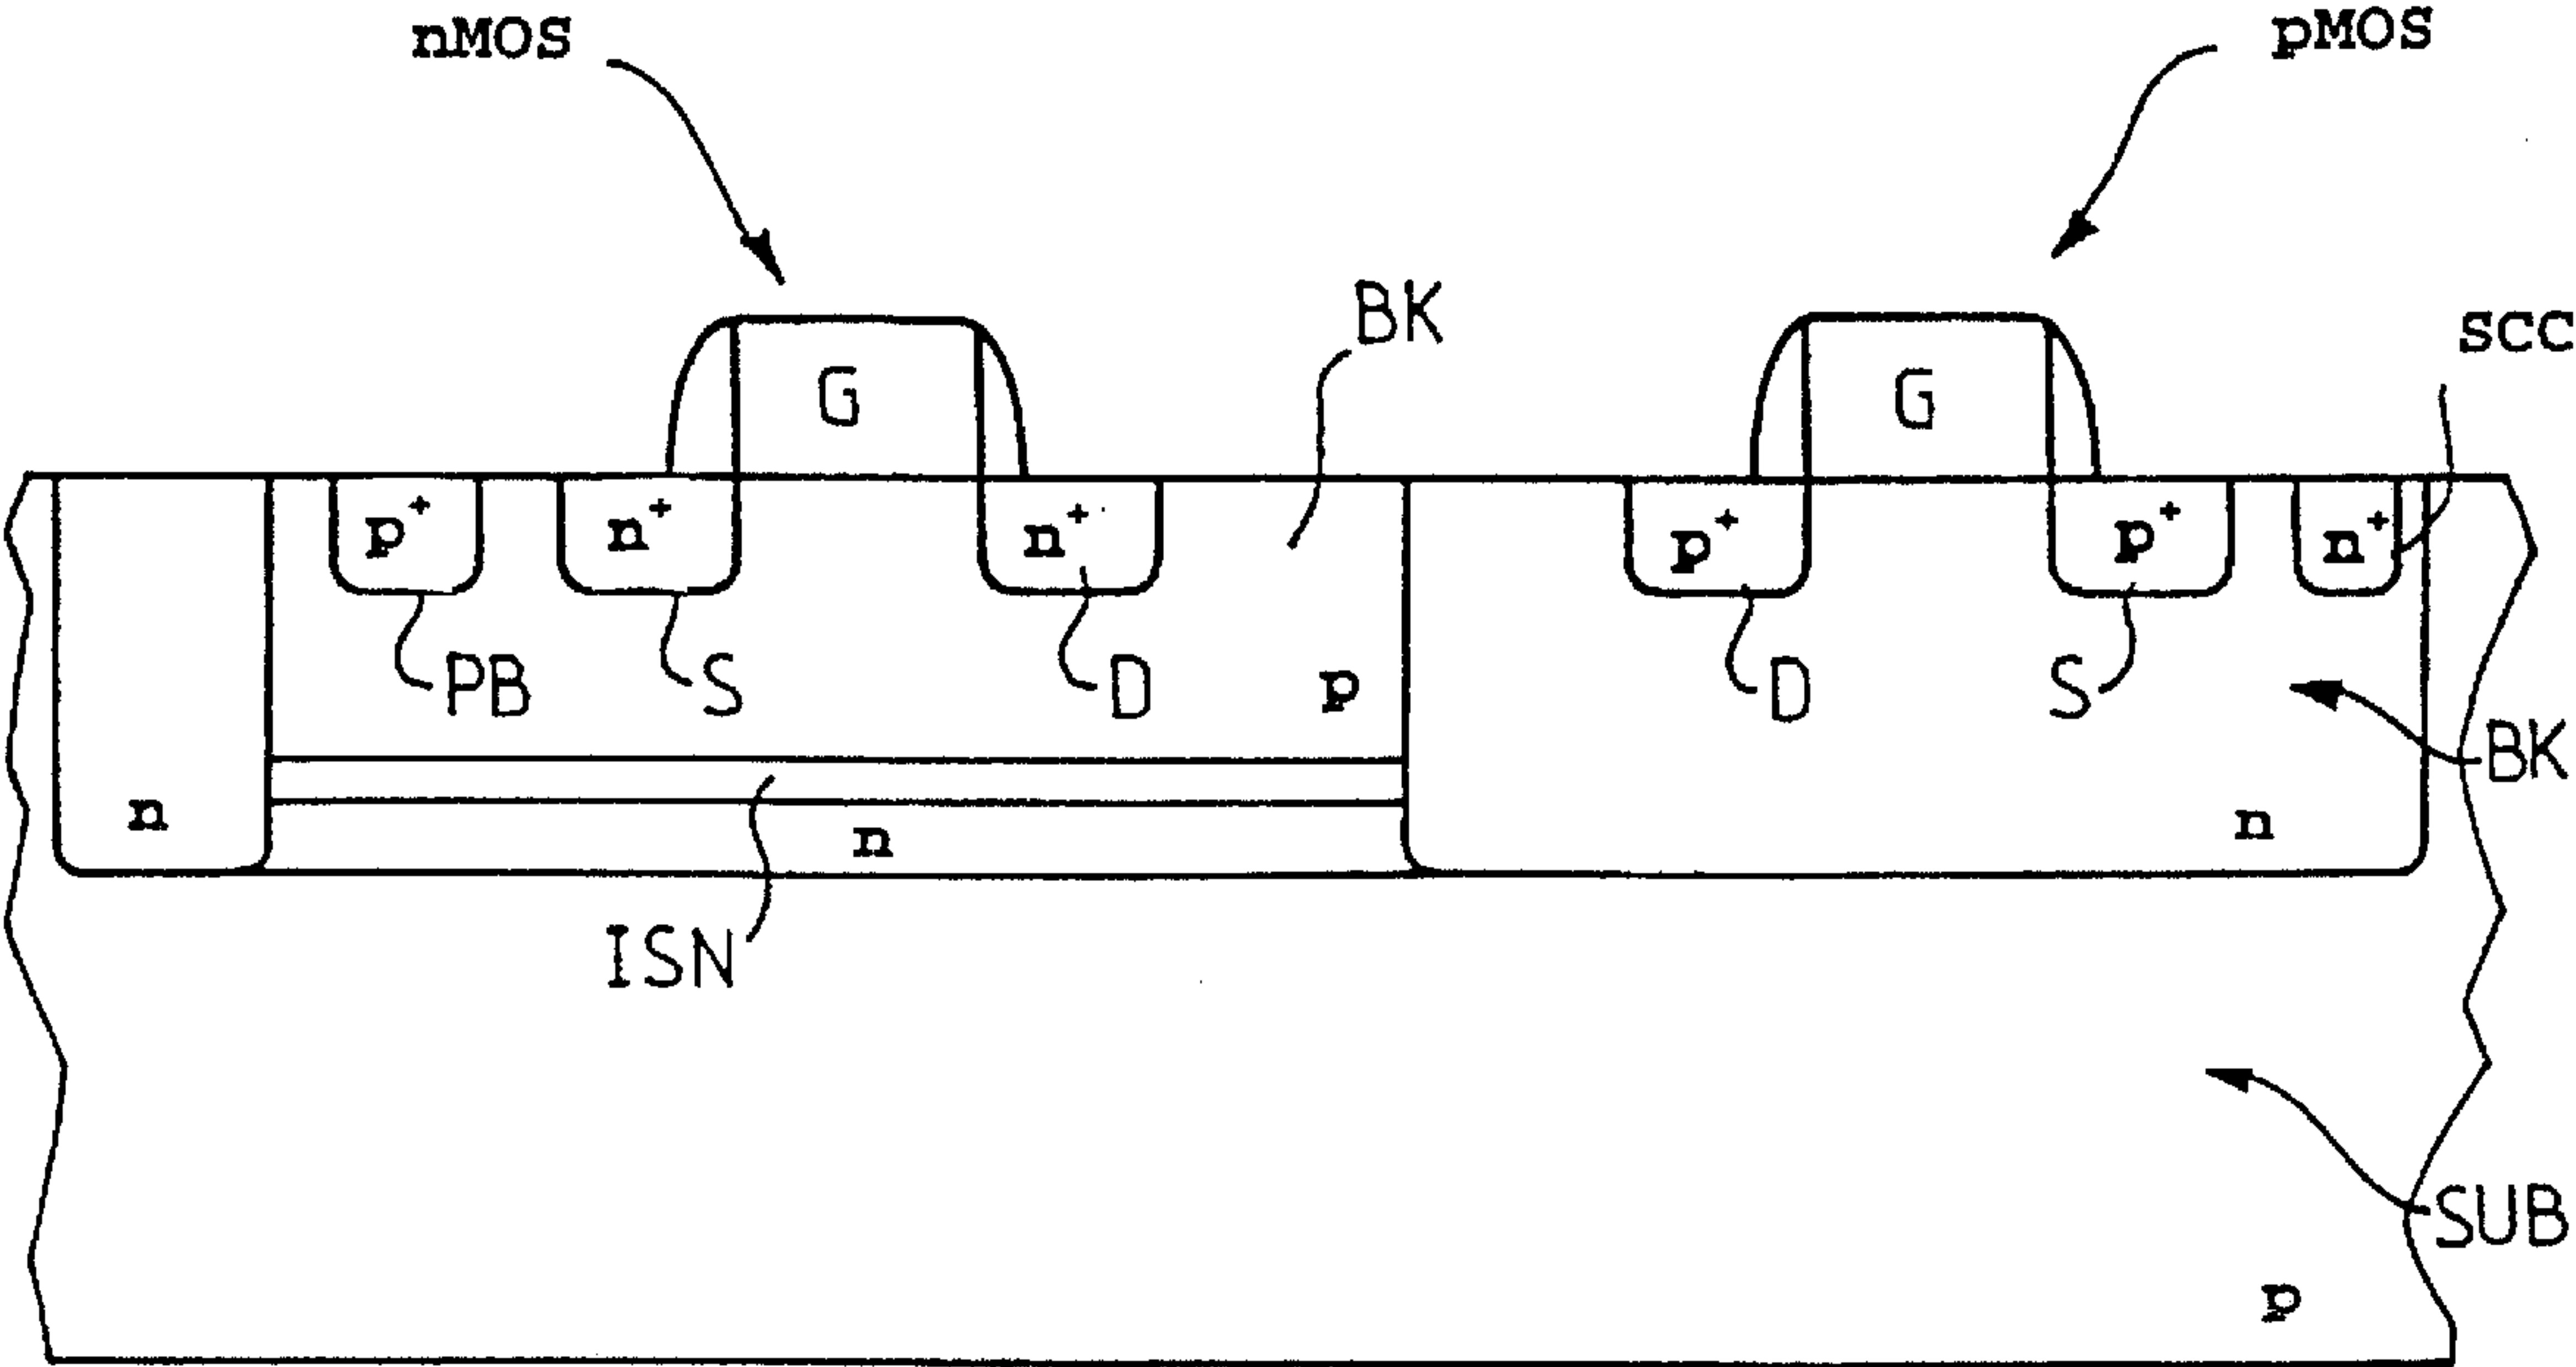 nMOS
pMOS
BK
SCC
G
G
p+
n+
n+
p+
p+
n+
PB
S
D
p
D
S
BK
n
n
n
ISN
SUB
p